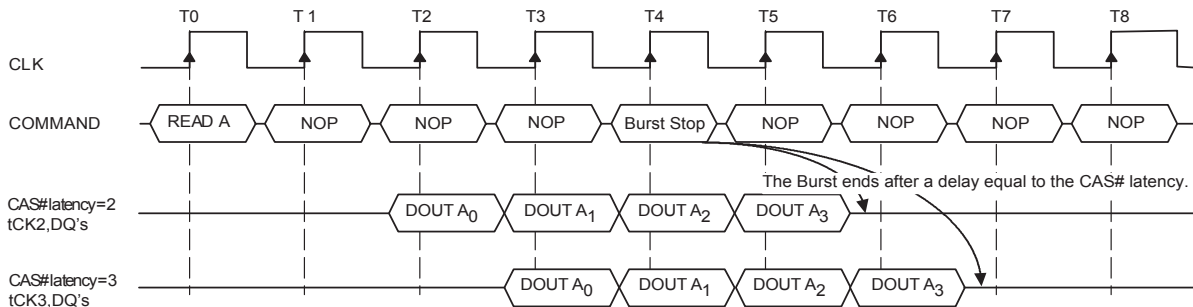 T0 T1 T2 T3 T4 T5 T6 T7 T8
CLK
COMMAND READ A NOP NOP NOP Burst Stop NOP NOP NOP NOP
The Burst ends after a delay equal to the CAS# latency.
CAS#latency=2
tCK2,DQ's
DOUT A0 DOUT A1 DOUT A2 DOUT A3
CAS#latency=3
tCK3,DQ's
DOUT A0 DOUT A1 DOUT A2 DOUT A3